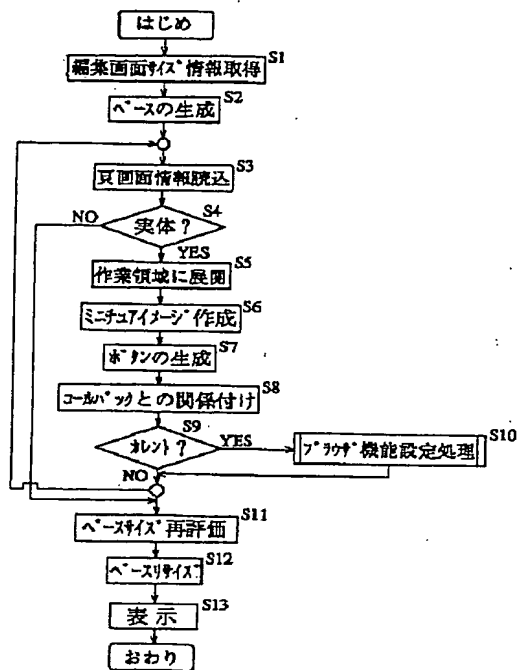 はじめ
編集画面サイズ情報取得 S1
ベースの生成 S2
頁画面情報読込 S3
実体? S4
NO
YES
作業領域に展開 S5
ミニチュアイメージ作成 S6
ボタンの生成 S7
コールバックとの関係付け S8
カレント? S9
YES
ブラウザ機能設定処理 S10
NO
ベースサイズ再評価 S11
ベースリサイズ S12
表示 S13
おわり